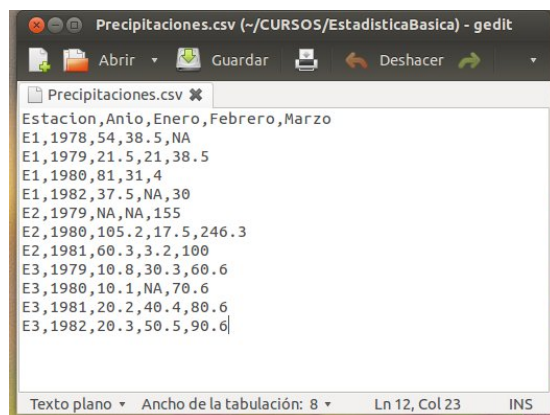 Precipitaciones.csv (~/CURSOS/EstadisticaBasica) - gedit
Abrir Guardar Deshacer
Precipitaciones.csv
Estacion,Anio,Enero,Febrero,Marzo
E1,1978,54,38.5,NA
E1,1979,21.5,21,38.5
E1,1980,81,31,4
E1,1982,37.5,NA,30
E2,1979,NA,NA,155
E2,1980,105.2,17.5,246.3
E2,1981,60.3,3.2,100
E3,1979,10.8,30.3,60.6
E3,1980,10.1,NA,70.6
E3,1981,20.2,40.4,80.6
E3,1982,20.3,50.5,90.6
Texto plano Ancho de la tabulación: 8 Ln 12, Col 23 INS